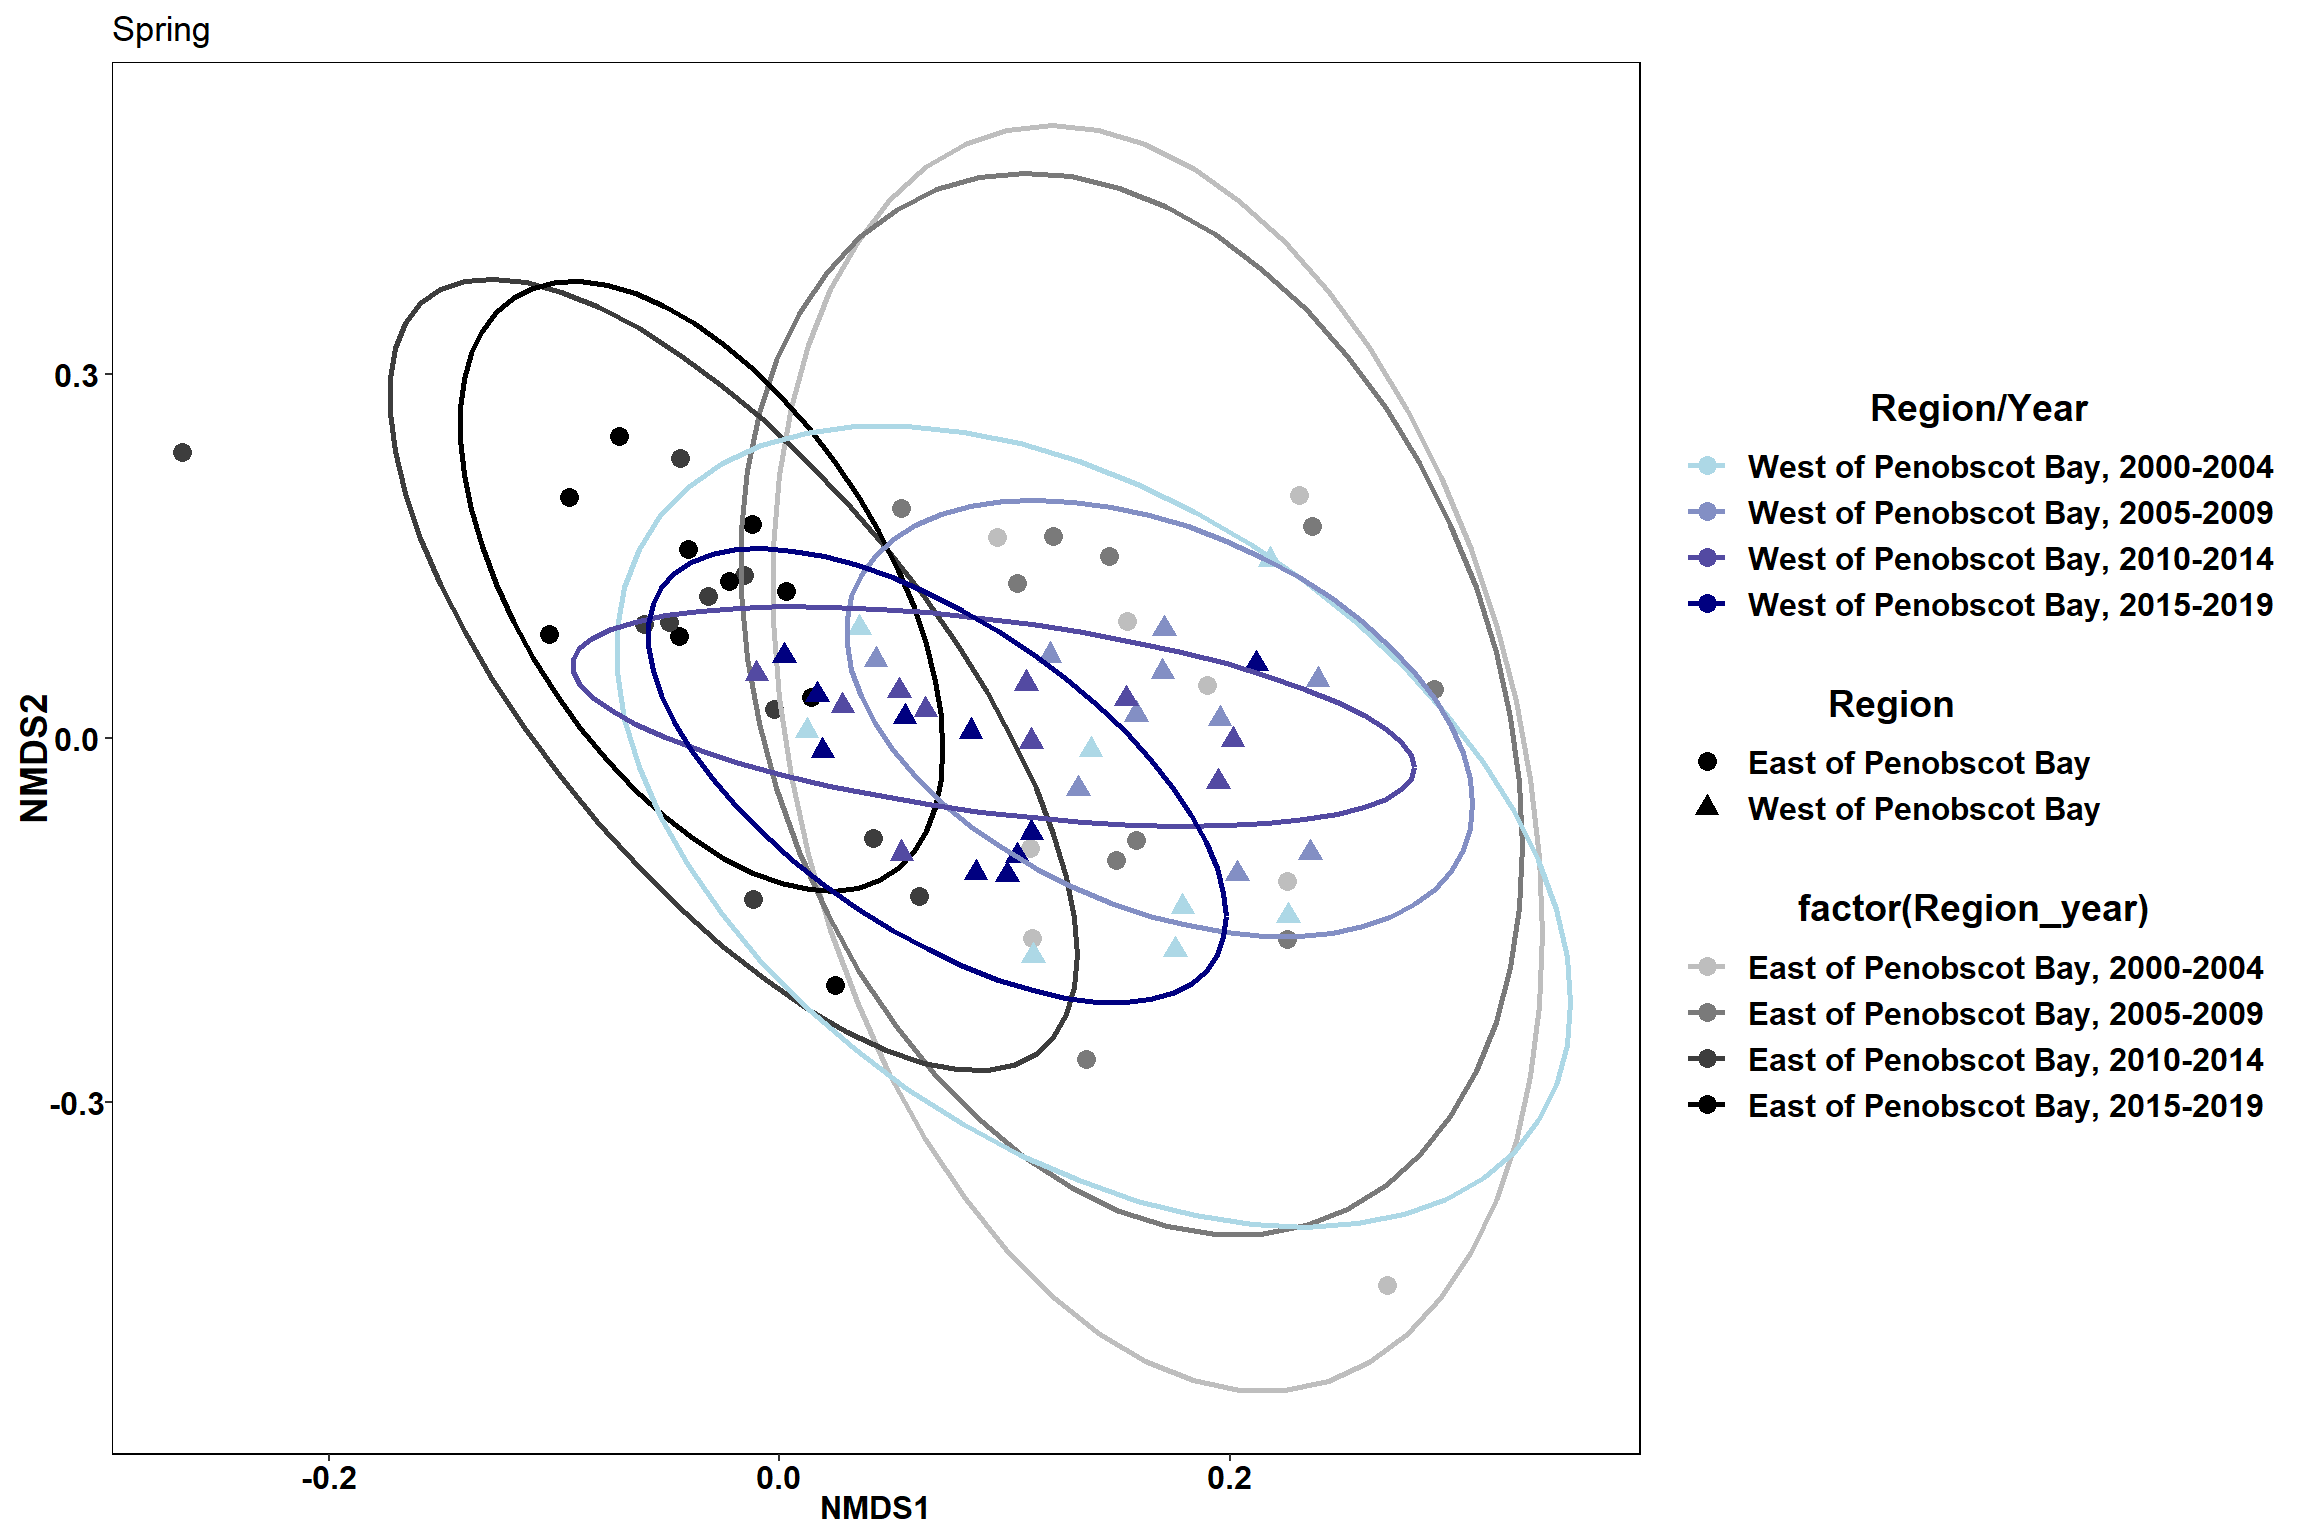 Spring
NMDS2
0.3
0.0
-0.3
-0.2
0.0
0.2
NMDS1
Region/Year
West of Penobscot Bay, 2000-2004
West of Penobscot Bay, 2005-2009
West of Penobscot Bay, 2010-2014
West of Penobscot Bay, 2015-2019
Region
East of Penobscot Bay
West of Penobscot Bay
factor(Region_year)
East of Penobscot Bay, 2000-2004
East of Penobscot Bay, 2005-2009
East of Penobscot Bay, 2010-2014
East of Penobscot Bay, 2015-2019